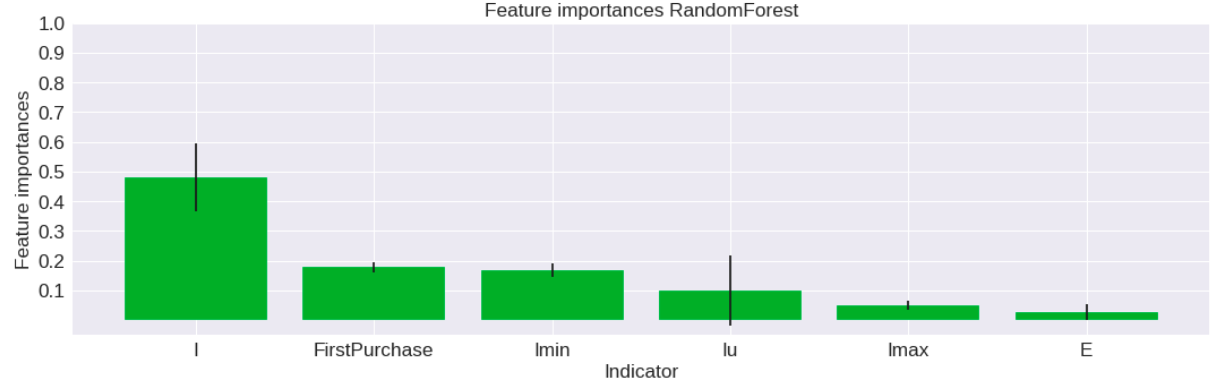 Feature importances RandomForest
1.0
0.9
0.8
0.7
0.6
0.5
0.4
0.3
0.2
0.1
Feature importances
I FirstPurchase Imin Iu Imax E
Indicator